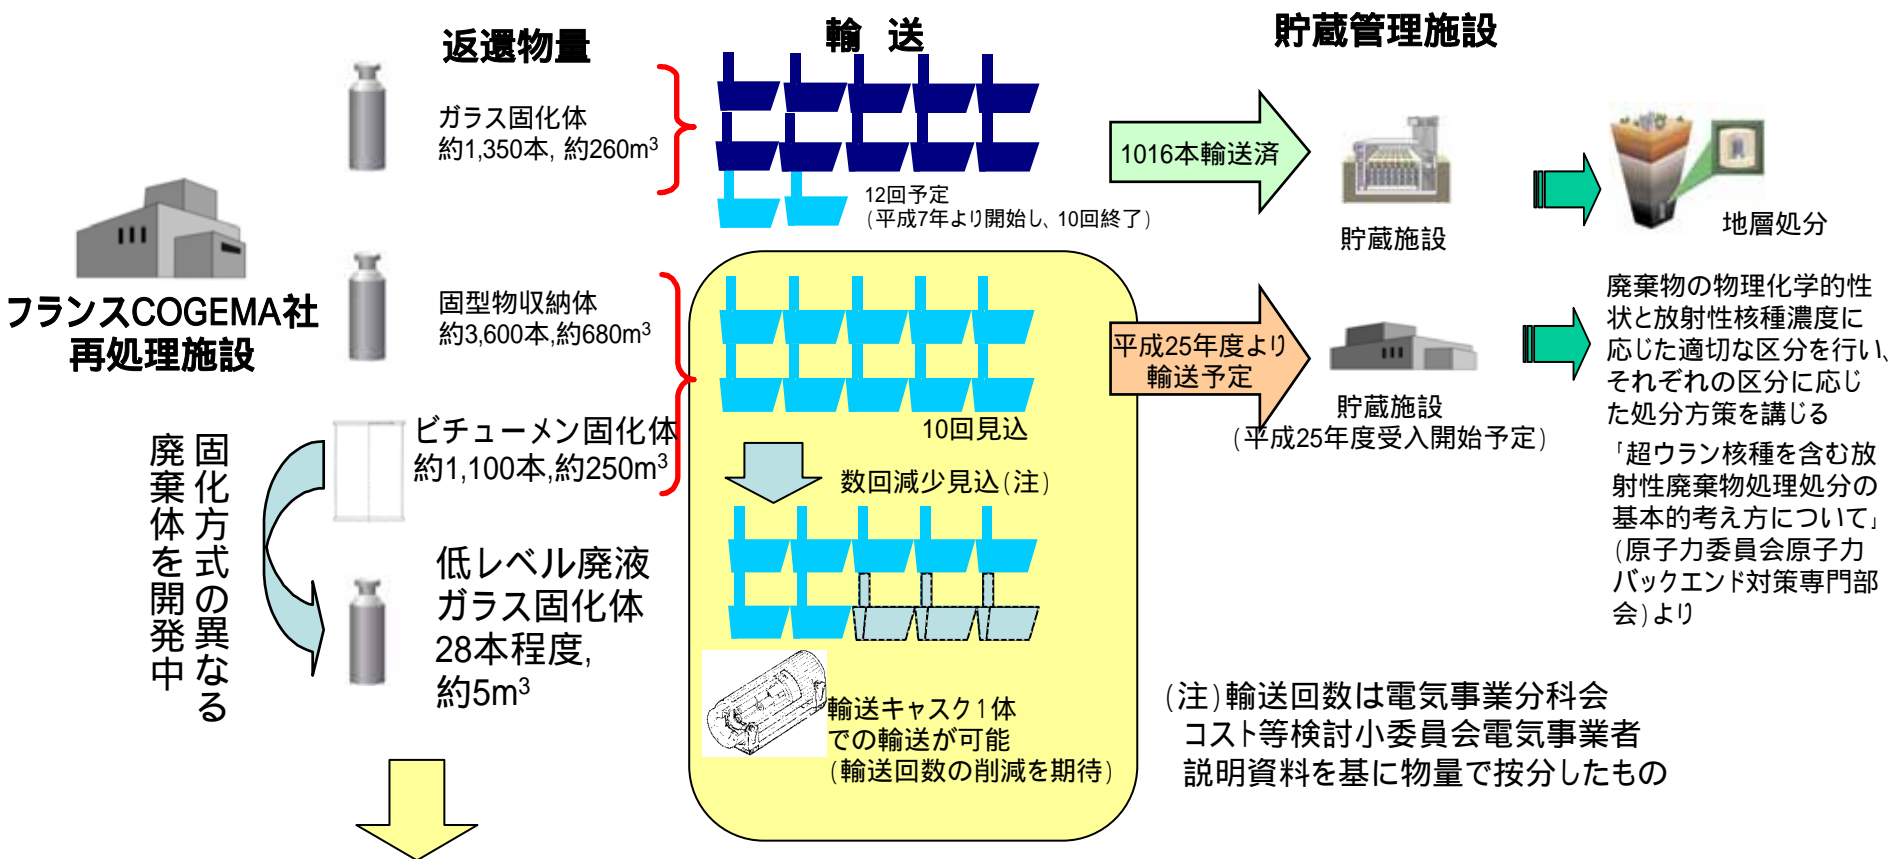 返還物量
輸 送
貯蔵管理施設
ガラス固化体
約1,350本, 約260m³
12回予定
(平成7年より開始し、10回終了)
1016本輸送済
貯蔵施設
地層処分
フランスCOGEMA社
再処理施設
固型物収納体
約3,600本,約680m³
ビチューメン固化体
約1,100本,約250m³
固化方式の異なる
廃棄体を開発中
低レベル廃液
ガラス固化体
28本程度,
約5m³
10回見込
数回減少見込(注)
輸送キャスク1体
での輸送が可能
(輸送回数の削減を期待)
平成25年度より
輸送予定
貯蔵施設
(平成25年度受入開始予定)
廃棄物の物理化学的性
状と放射性核種濃度に
応じた適切な区分を行い、
それぞれの区分に応じ
た処分方策を講じる
「超ウラン核種を含む放
射性廃棄物処理処分の
基本的考え方について」
(原子力委員会原子力
バックエンド対策専門部
会)より
(注)輸送回数は電気事業分科会
コスト等検討小委員会電気事業者
説明資料を基に物量で按分したもの